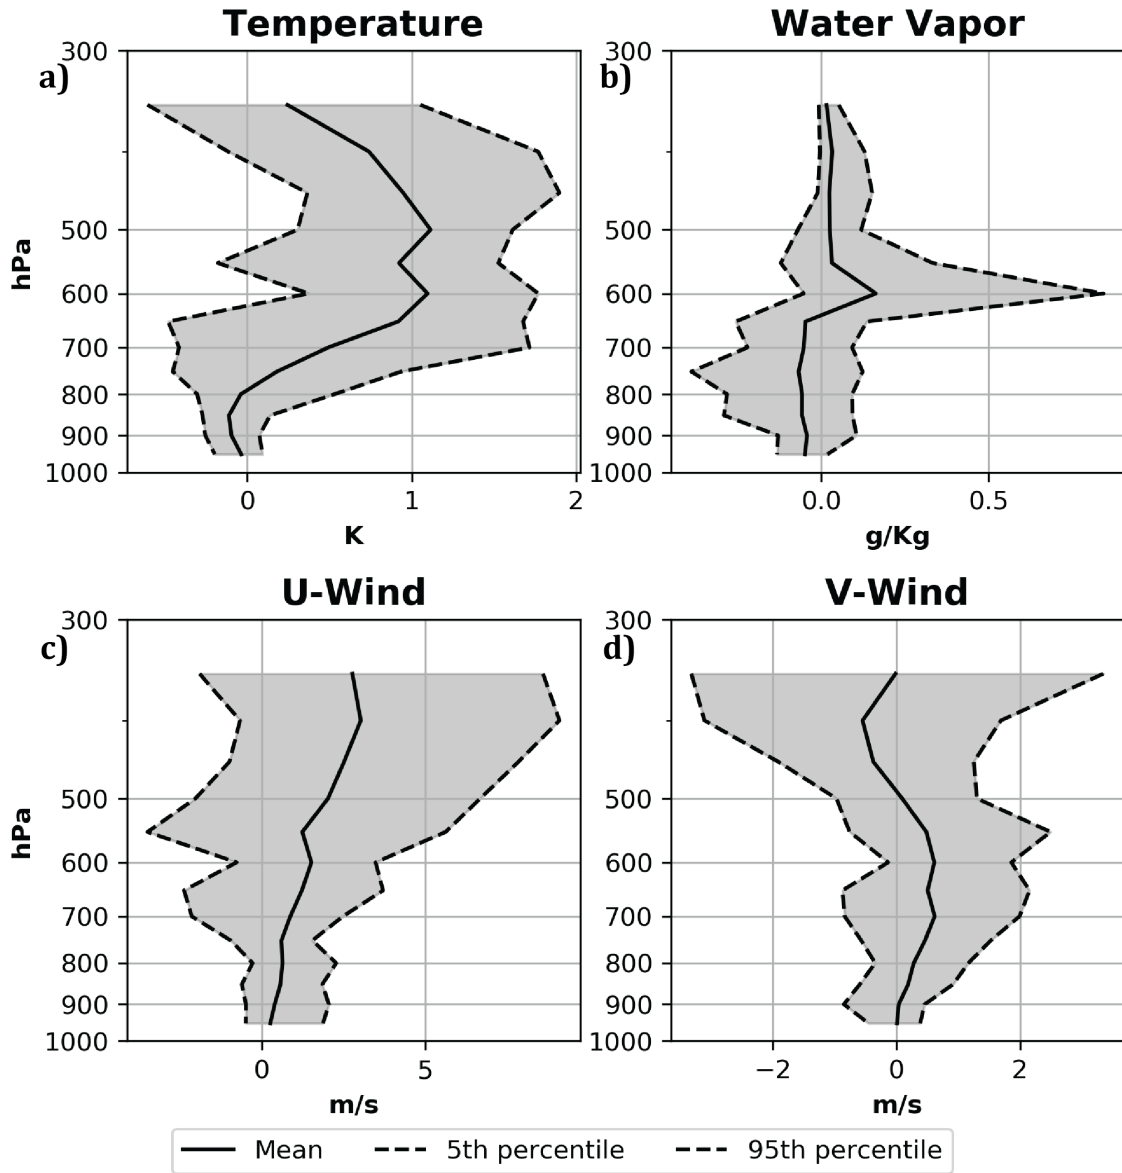 Temperature
Water Vapor
a)
b)
300
500
600
700
800
900
1000
hPa
0
1
2
K
300
500
600
700
800
900
1000
0.0
0.5
g/Kg
U-Wind
V-Wind
c)
d)
300
500
600
700
800
900
1000
hPa
0
5
m/s
300
500
600
700
800
900
1000
−2
0
2
m/s
Mean
5th percentile
95th percentile